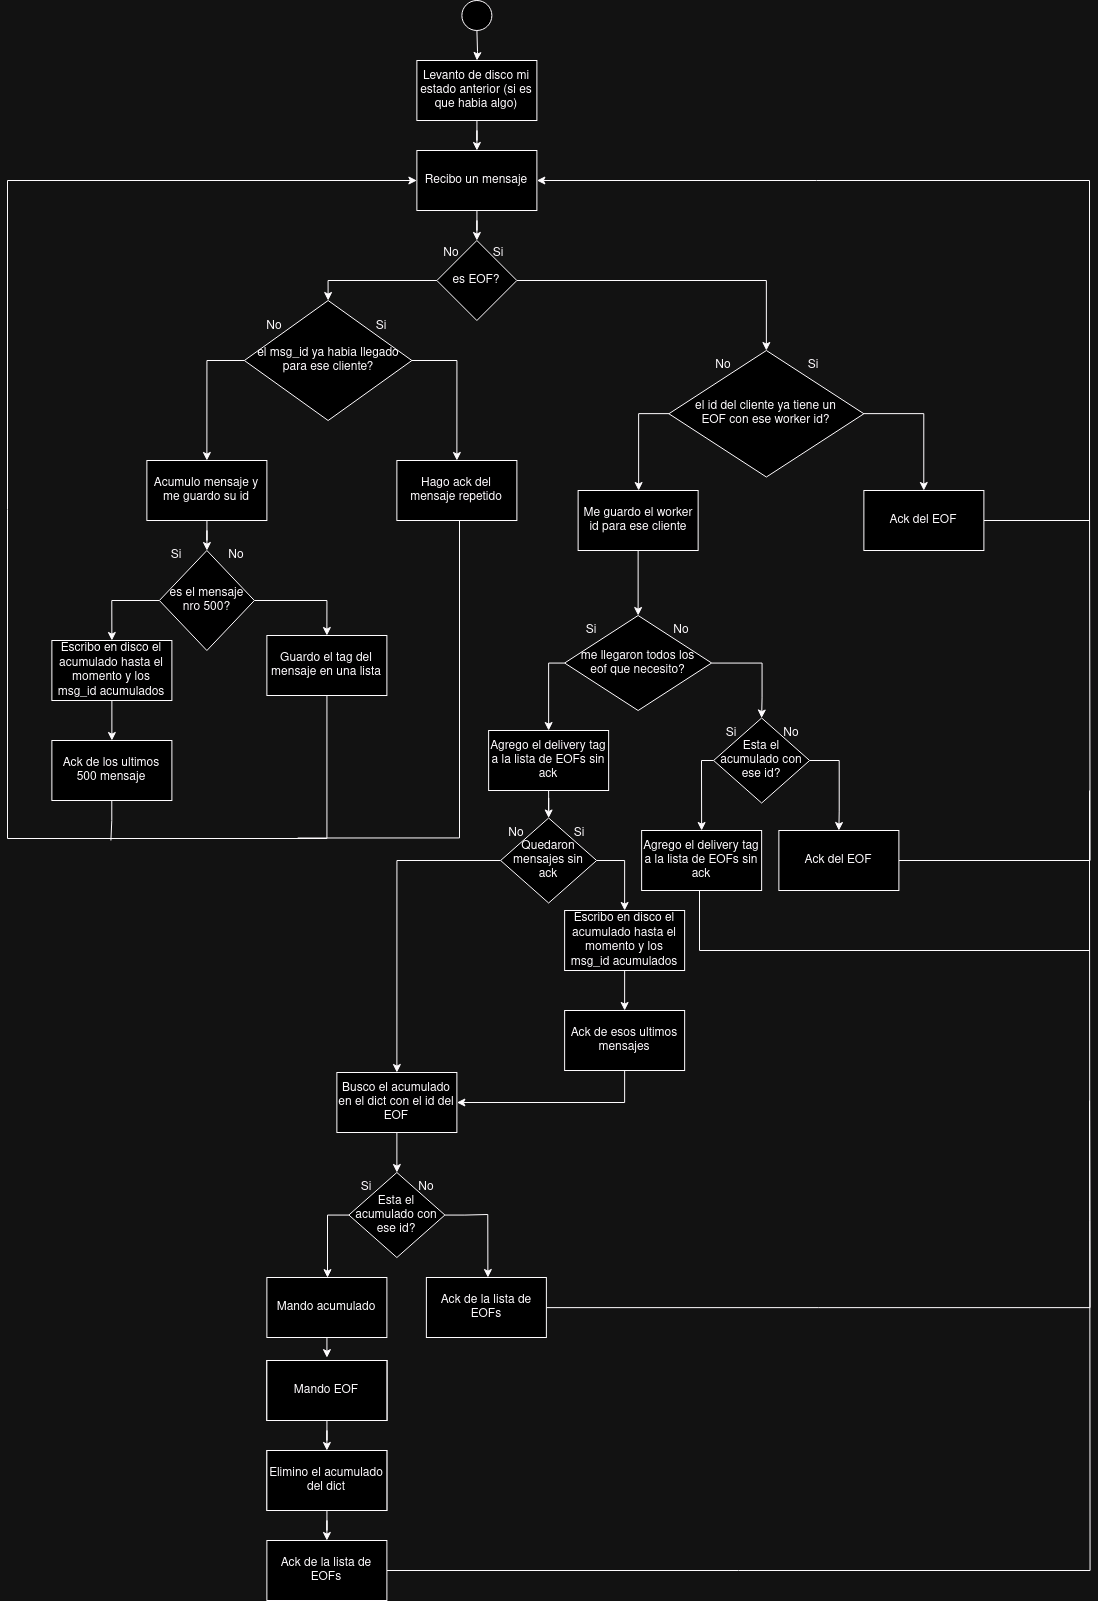 Levanto de disco mi
estado anterior (si es
que habia algo)
Recibo un mensaje
No
Si
es EOF?
No
Si
el msg_id ya habia llegado
para ese cliente?
No
Si
el id del cliente ya tiene un
EOF con ese worker id?
Acumulo mensaje y
me guardo su id
Hago ack del
mensaje repetido
Me guardo el worker
id para ese cliente
Ack del EOF
Si
No
es el mensaje
nro 500?
Escribo en disco el
acumulado hasta el
momento y los
msg_id acumulados
Guardo el tag del
mensaje en una lista
Si
No
me llegaron todos los
eof que necesito?
Ack de los ultimos
500 mensaje
Agrego el delivery tag
a la lista de EOFs sin
ack
Si
No
Esta el
acumulado con
ese id?
No
Si
Quedaron
mensajes sin
ack
Agrego el delivery tag
a la lista de EOFs sin
ack
Ack del EOF
Escribo en disco el
acumulado hasta el
momento y los
msg_id acumulados
Ack de esos ultimos
mensajes
Busco el acumulado
en el dict con el id del
EOF
Si
No
Esta el
acumulado con
ese id?
Mando acumulado
Ack de la lista de
EOFs
Mando EOF
Elimino el acumulado
del dict
Ack de la lista de
EOFs